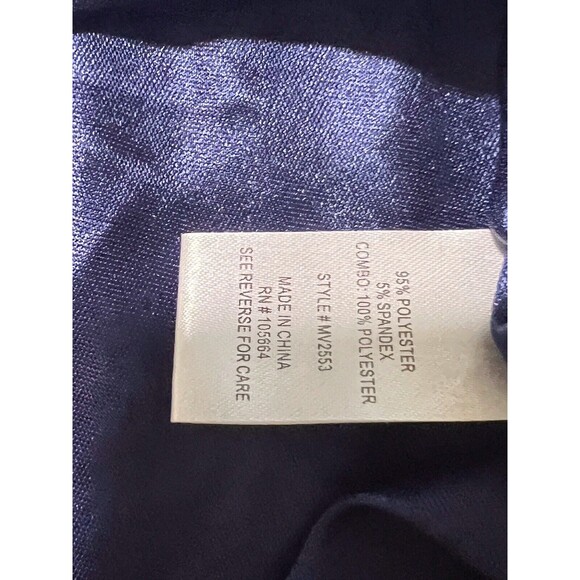 95% POLYESTER
5% SPANDEX
COMBO: 100% POLYESTER
STYLE # MV2553
MADE IN CHINA
RN # 105664
SEE REVERSE FOR CARE